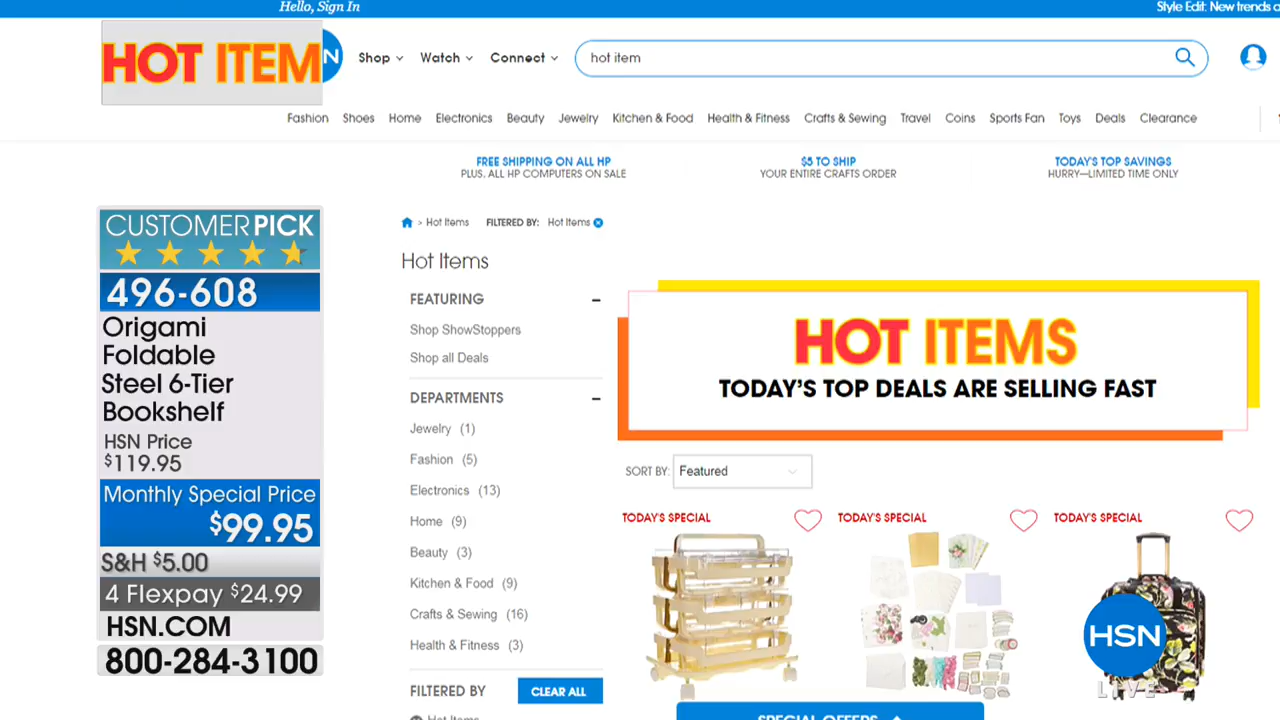 Hello, Sign In
Style Edit: New trends
HOT ITEM
Shop Watch Connect hot item
Fashion Shoes Home Electronics Beauty Jewelry Kitchen & Food Health & Fitness Crafts & Sewing Travel Coins Sports Fan Toys Deals Clearance
FREE SHIPPING ON ALL HP
PLUS, ALL HP COMPUTERS ON SALE
$5 TO SHIP
YOUR ENTIRE CRAFTS ORDER
TODAY'S TOP SAVINGS
HURRY—LIMITED TIME ONLY
CUSTOMER PICK
496-608
Origami
Foldable
Steel 6-Tier
Bookshelf
HSN Price
$119.95
Monthly Special Price
$99.95
S&H $5.00
4 Flexpay $24.99
HSN.COM
800-284-3100
> Hot Items FILTERED BY: Hot Items
Hot Items
FEATURING
Shop ShowStoppers
Shop all Deals
DEPARTMENTS
Jewelry (1)
Fashion (5)
Electronics (13)
Home (9)
Beauty (3)
Kitchen & Food (9)
Crafts & Sewing (16)
Health & Fitness (3)
FILTERED BY CLEAR ALL
Hot Items
HOT ITEMS
TODAY'S TOP DEALS ARE SELLING FAST
SORT BY: Featured
TODAY'S SPECIAL
TODAY'S SPECIAL
TODAY'S SPECIAL
HSN
LIVE
SPECIAL OFFERS